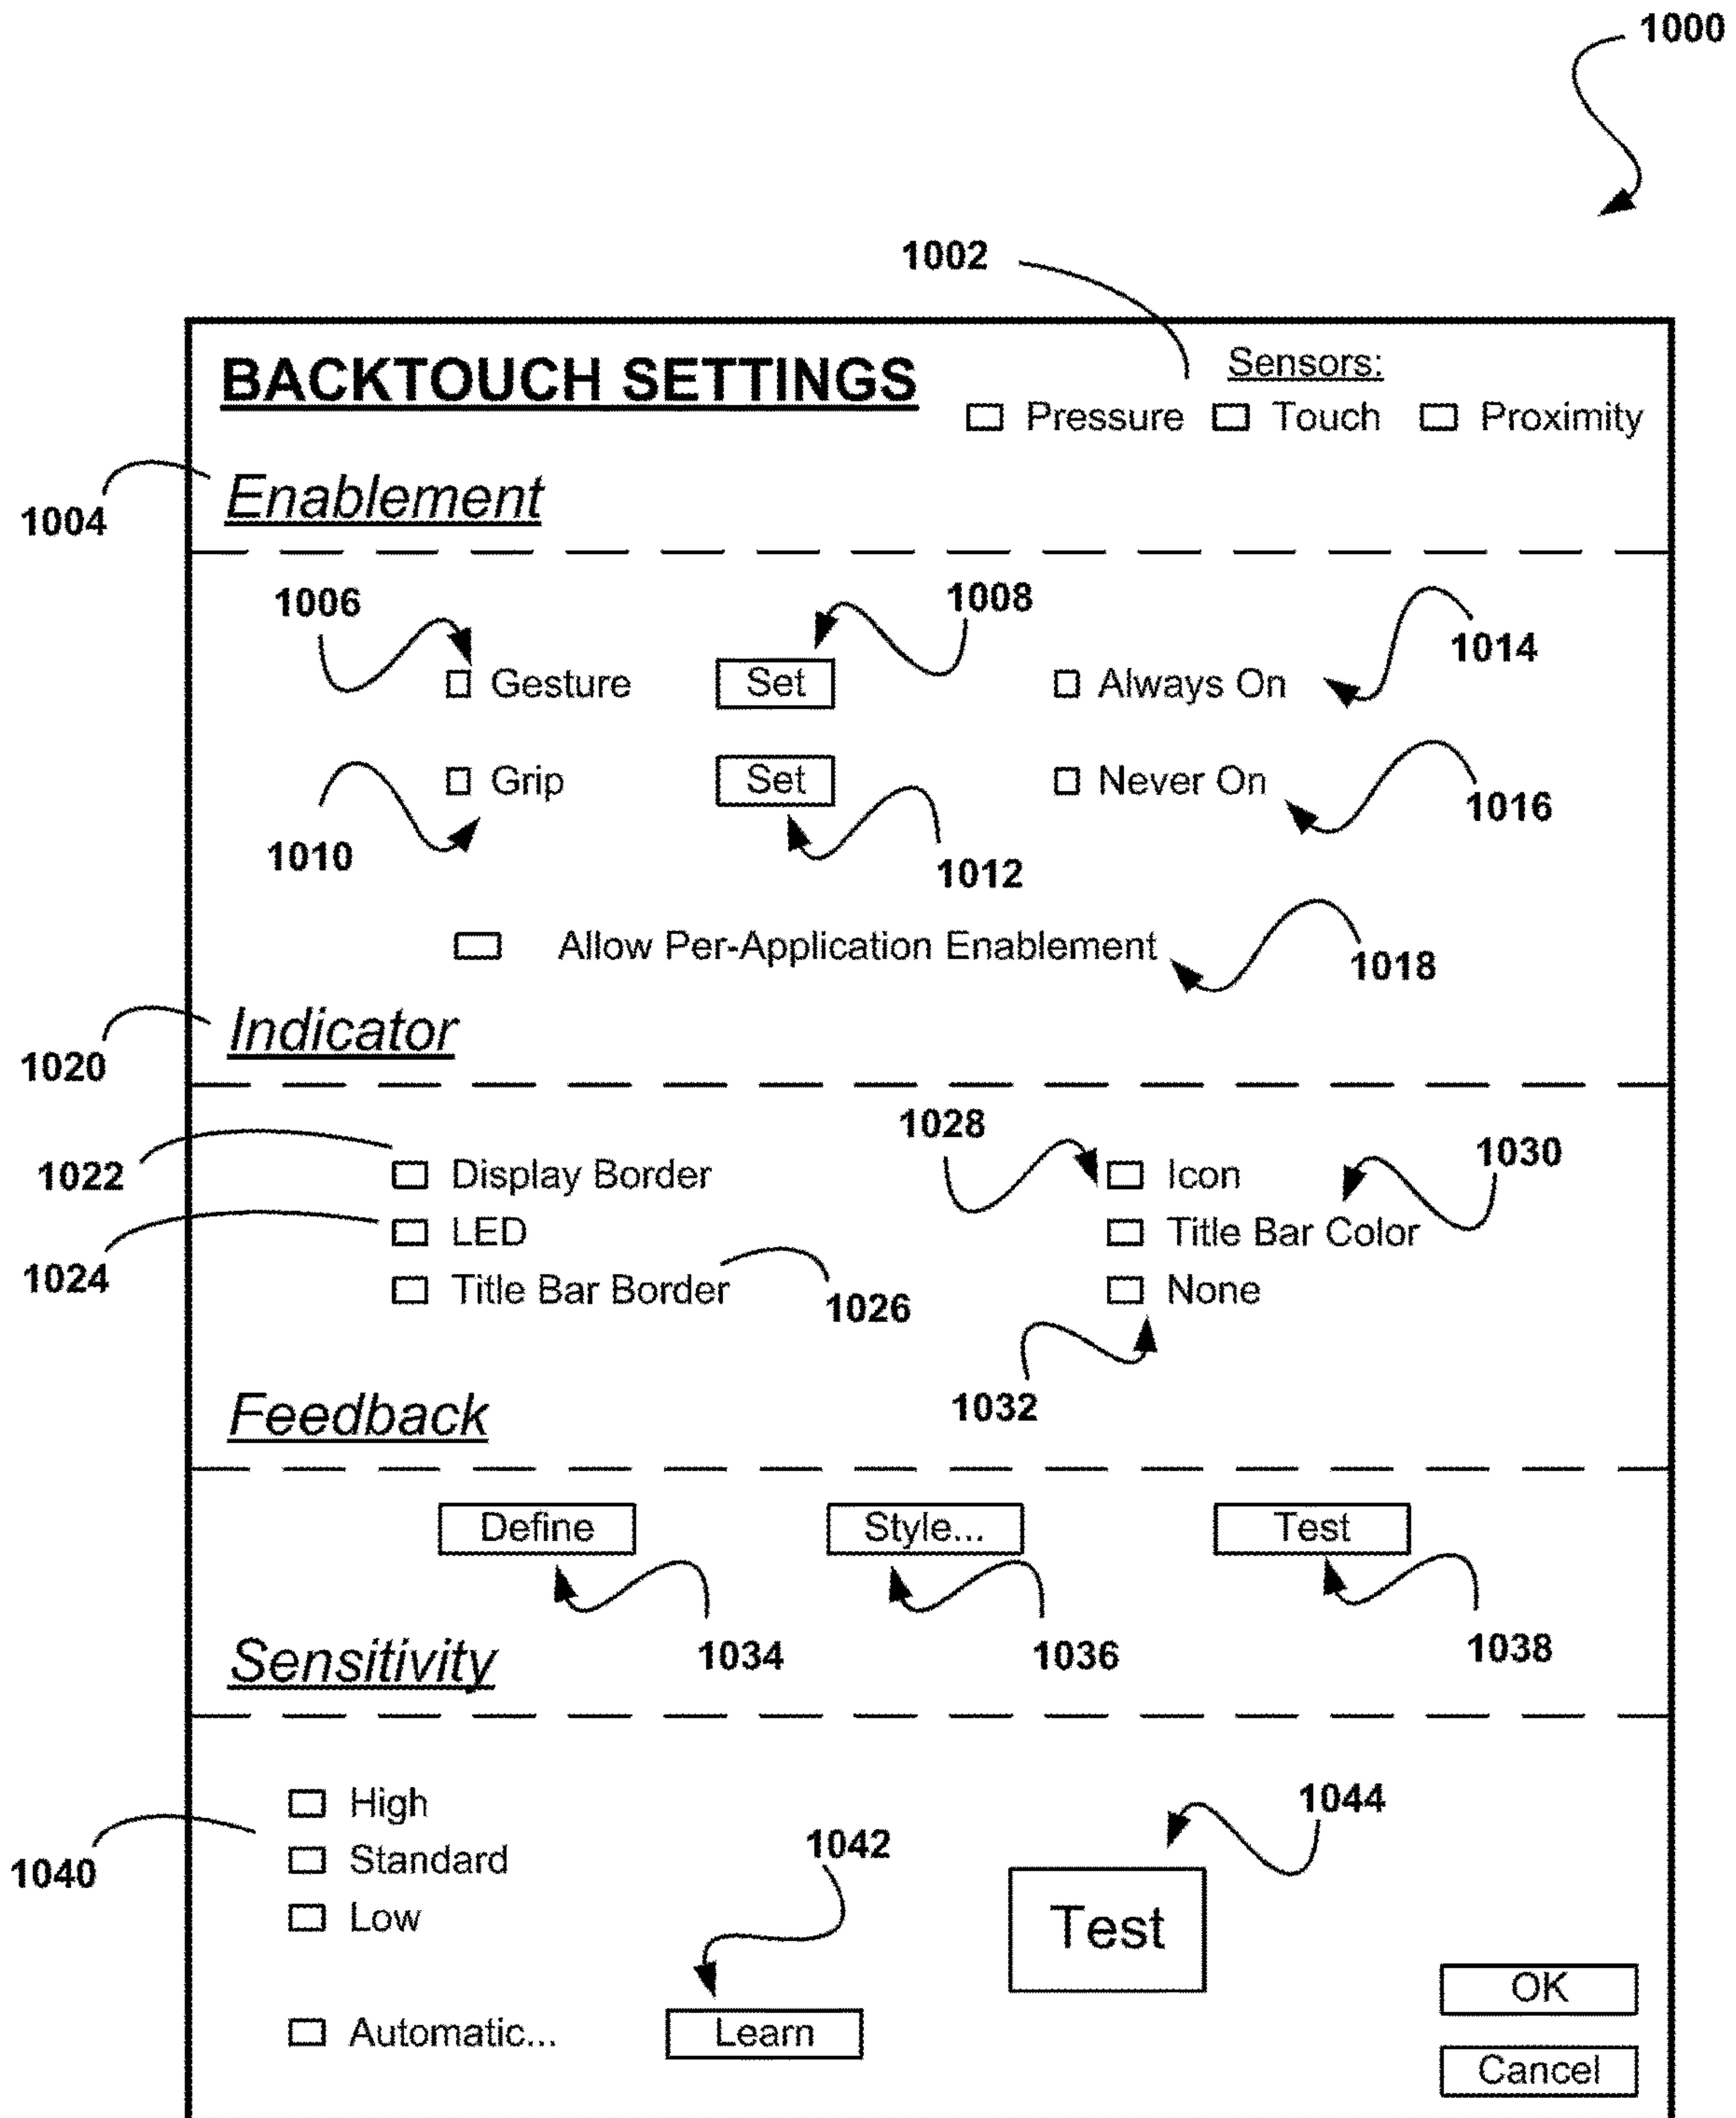 1000
1002
BACKTOUCH SETTINGS
Sensors:
Pressure Touch Proximity
1004
Enablement
1006 1008
1014
Gesture Set Always On
Grip Set Never On
1016
1010
1012
Allow Per-Application Enablement
1018
Indicator
1020
1028
1030
1022
Display Border Icon
LED Title Bar Color
1024
Title Bar Border None
1026
1032
Feedback
Define Style... Test
1034 1036 1038
Sensitivity
1044
High
1042
Standard
1040
Low
Test
OK
Automatic... Learn
Cancel